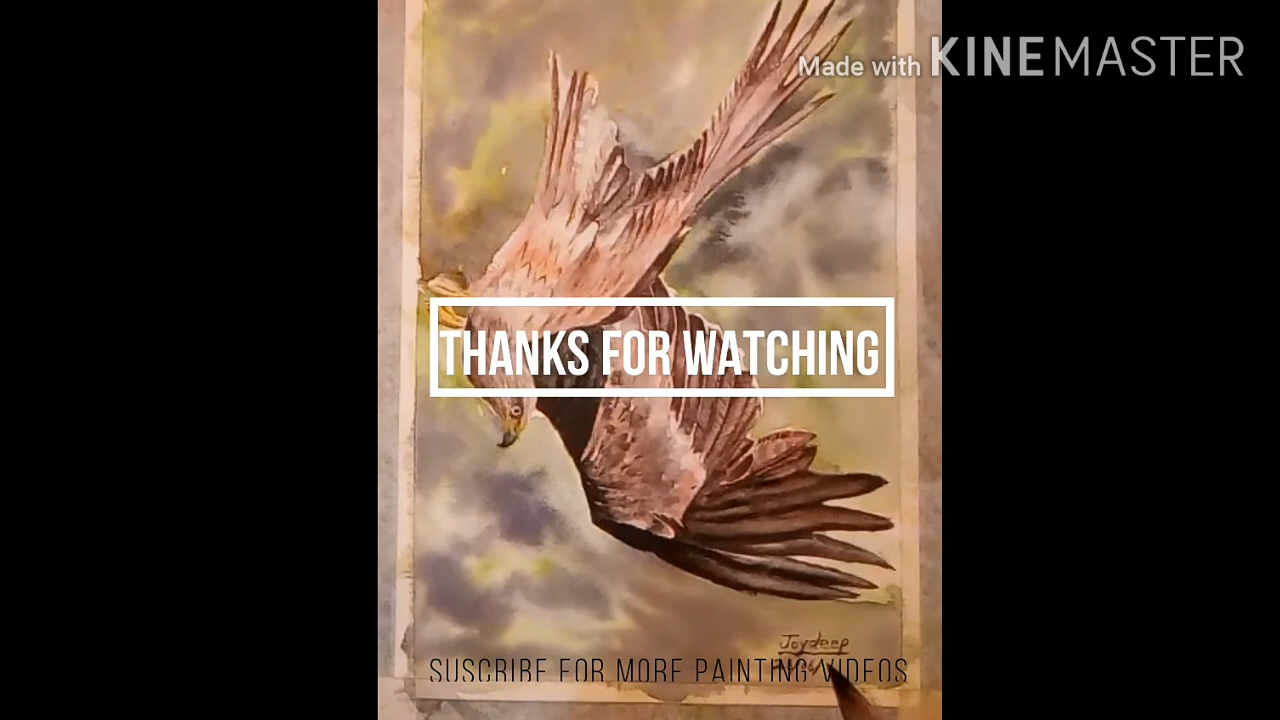 Made with KINEMASTER
THANKS FOR WATCHING
Joydeep
SUSCRIBE FOR MORE PAINTING VIDEOS